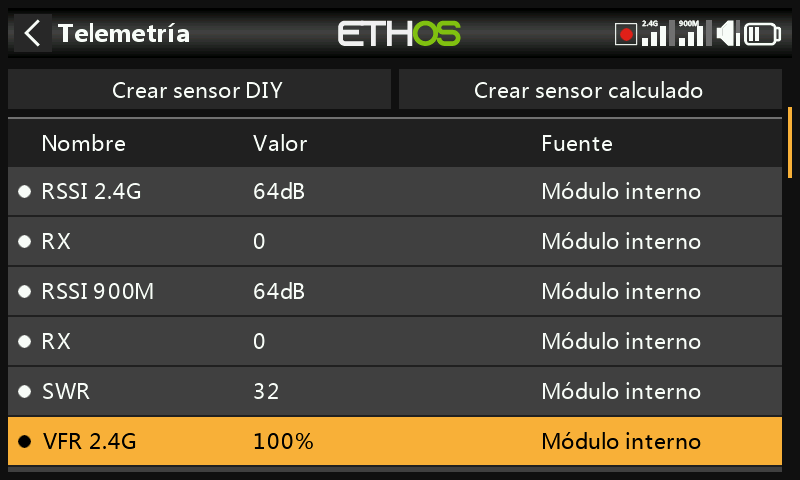 Telemetría ETHOS 2.4G 900M
Crear sensor DIY Crear sensor calculado
Nombre Valor Fuente
RSSI 2.4G 64dB Módulo interno
RX 0 Módulo interno
RSSI 900M 64dB Módulo interno
RX 0 Módulo interno
SWR 32 Módulo interno
VFR 2.4G 100% Módulo interno